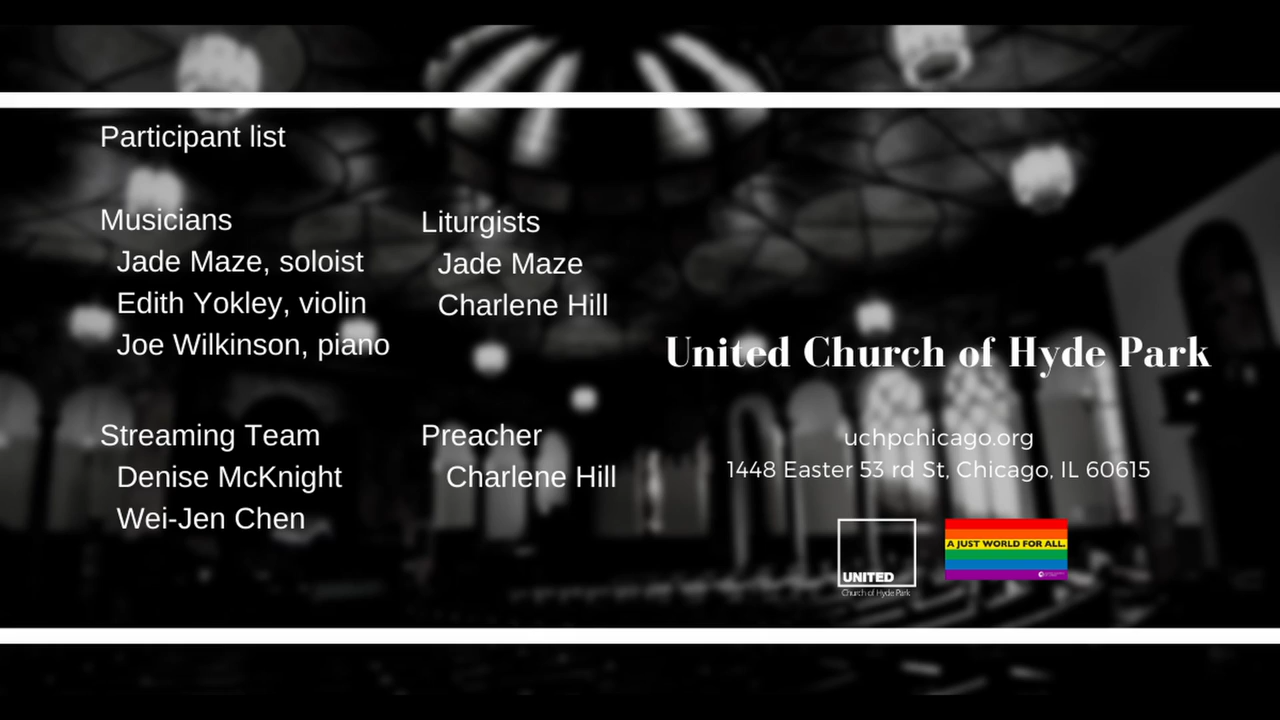 Participant list
Musicians
Jade Maze, soloist
Edith Yokley, violin
Joe Wilkinson, piano
Liturgists
Jade Maze
Charlene Hill
Streaming Team
Denise McKnight
Wei-Jen Chen
Preacher
Charlene Hill
United Church of Hyde Park
uchpchicago.org
1448 Easter 53 rd St, Chicago, IL 60615
UNITED
Church of Hyde Park
A JUST WORLD FOR ALL.